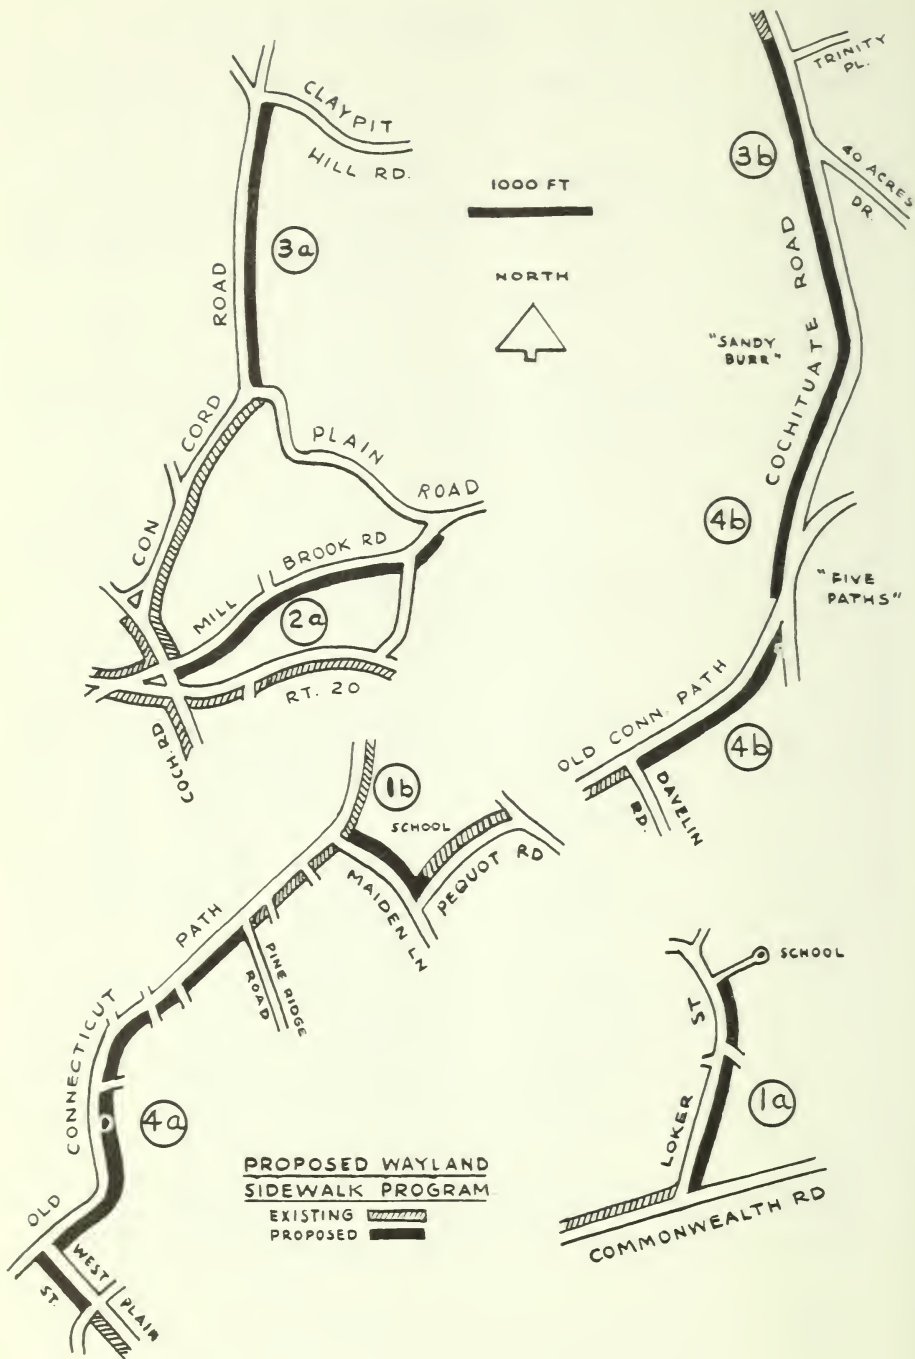 CLAYPIT
HILL RD.
3a
CONCORD ROAD
PLAIN ROAD
MILL BROOK RD
2a
RT. 20
COCH. RD
1000 FT
NORTH
TRINITY
PL.
3b
40 ACRES
DR.
COCHITUATE ROAD
"SANDY
BURR"
4b
"FIVE
PATHS"
OLD CONN. PATH
4b
DAVELIN
RD.
1b
SCHOOL
MAIDEN LN
PEQUOT RD
OLD CONNECTICUT PATH
PINE RIDGE
ROAD
4a
WEST PLAIN
ST.
SCHOOL
LOKER ST
1a
COMMONWEALTH RD
PROPOSED WAYLAND
SIDEWALK PROGRAM
EXISTING
PROPOSED